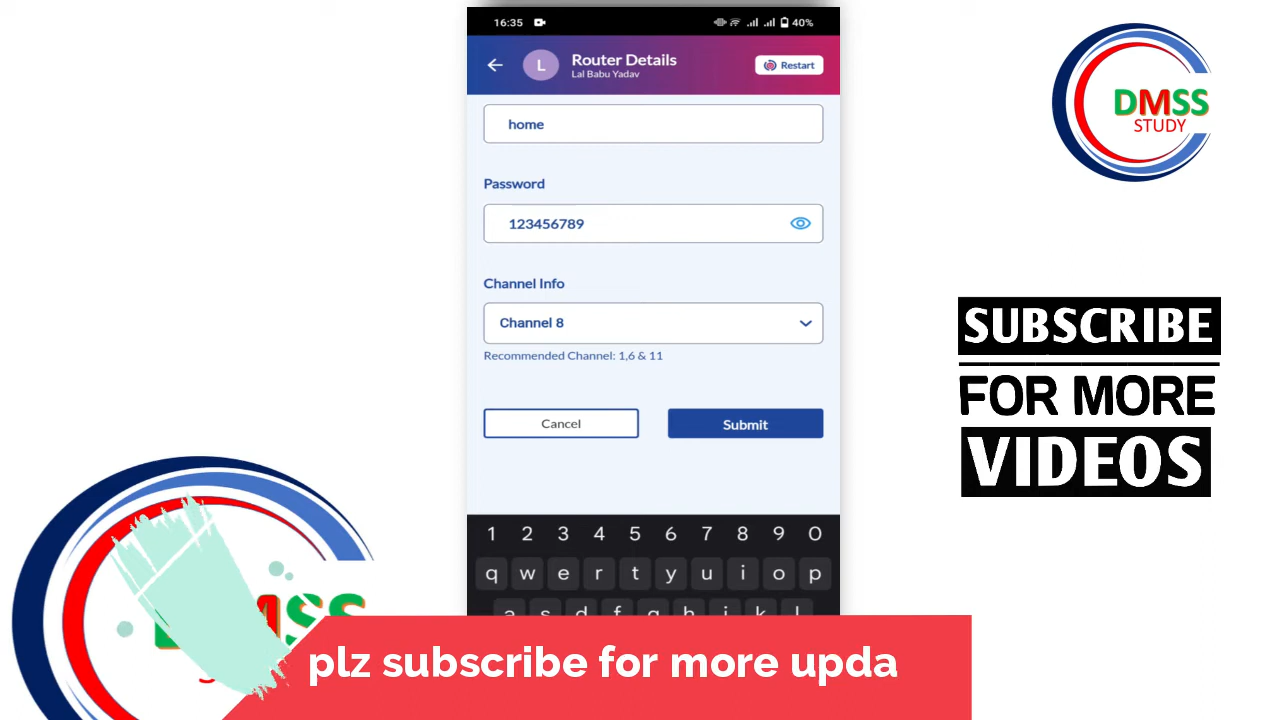 16:35
40%
L
Router Details
Lal Babu Yadav
Restart
home
Password
123456789
Channel Info
Channel 8
Recommended Channel: 1,6 & 11
Cancel
Submit
1 2 3 4 5 6 7 8 9 0
q w e r t y u i o p
a s d f g h j k l
DMSS
STUDY
SUBSCRIBE
FOR MORE
VIDEOS
SS
plz subscribe for more upda